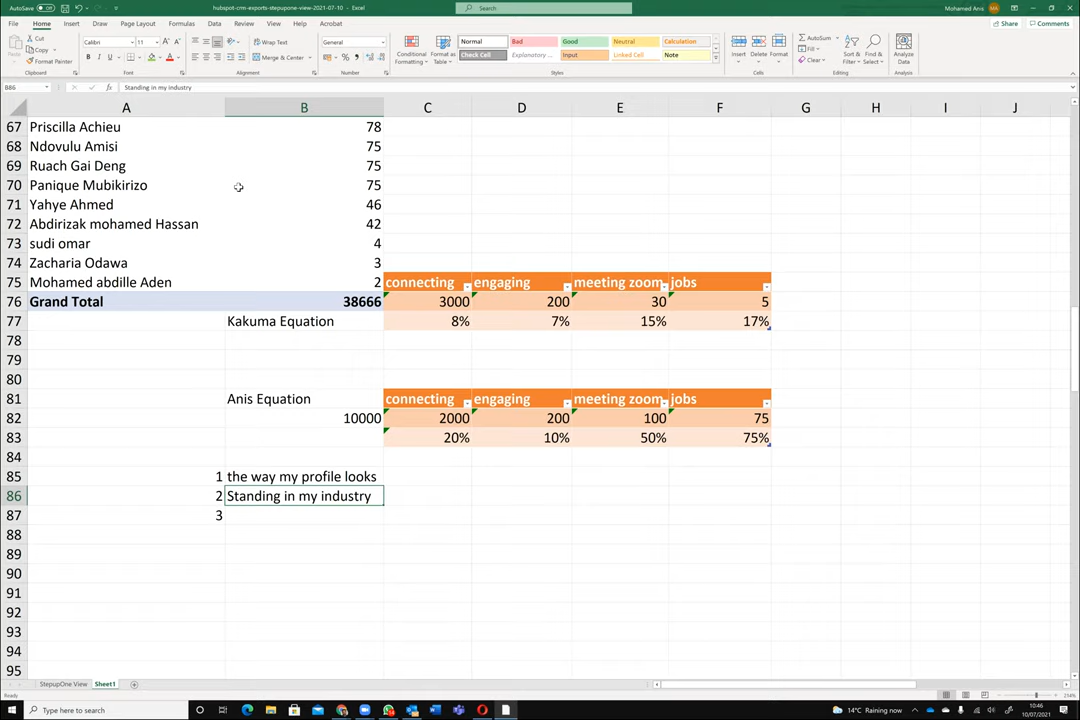 AutoSave Off hubspot-crm-exports-stepupone-view-2021-07-10 - Excel Search Mohamed Anis MA
File Home Insert Draw Page Layout Formulas Data Review View Help Acrobat Share Comments
Cut Copy Format Painter Clipboard
Calibri 11 Font
Wrap Text Merge & Center Alignment
General Number
Conditional Formatting Format as Table
Normal Bad Good Neutral Calculation
Check Cell Explanatory ... Input Linked Cell Note
Styles
Insert Delete Format Cells
AutoSum Fill Clear Sort & Filter Find & Select Editing
Analyze Data Analysis
B86 fx Standing in my industry
A B C D E F G H I J
67 Priscilla Achieu 78
68 Ndovulu Amisi 75
69 Ruach Gai Deng 75
70 Panique Mubikirizo 75
71 Yahye Ahmed 46
72 Abdirizak mohamed Hassan 42
73 sudi omar 4
74 Zacharia Odawa 3
75 Mohamed abdille Aden 2 connecting engaging meeting zoom jobs
76 Grand Total 38666 3000 200 30 5
77 Kakuma Equation 8% 7% 15% 17%
78
79
80
81 Anis Equation connecting engaging meeting zoom jobs
82 10000 2000 200 100 75
83 20% 10% 50% 75%
84
85 1 the way my profile looks
86 2 Standing in my industry
87 3
88
89
90
91
92
93
94
95
StepupOne View Sheet1
Ready 214%
Type here to search 14°C Raining now 10:46
10/07/2021